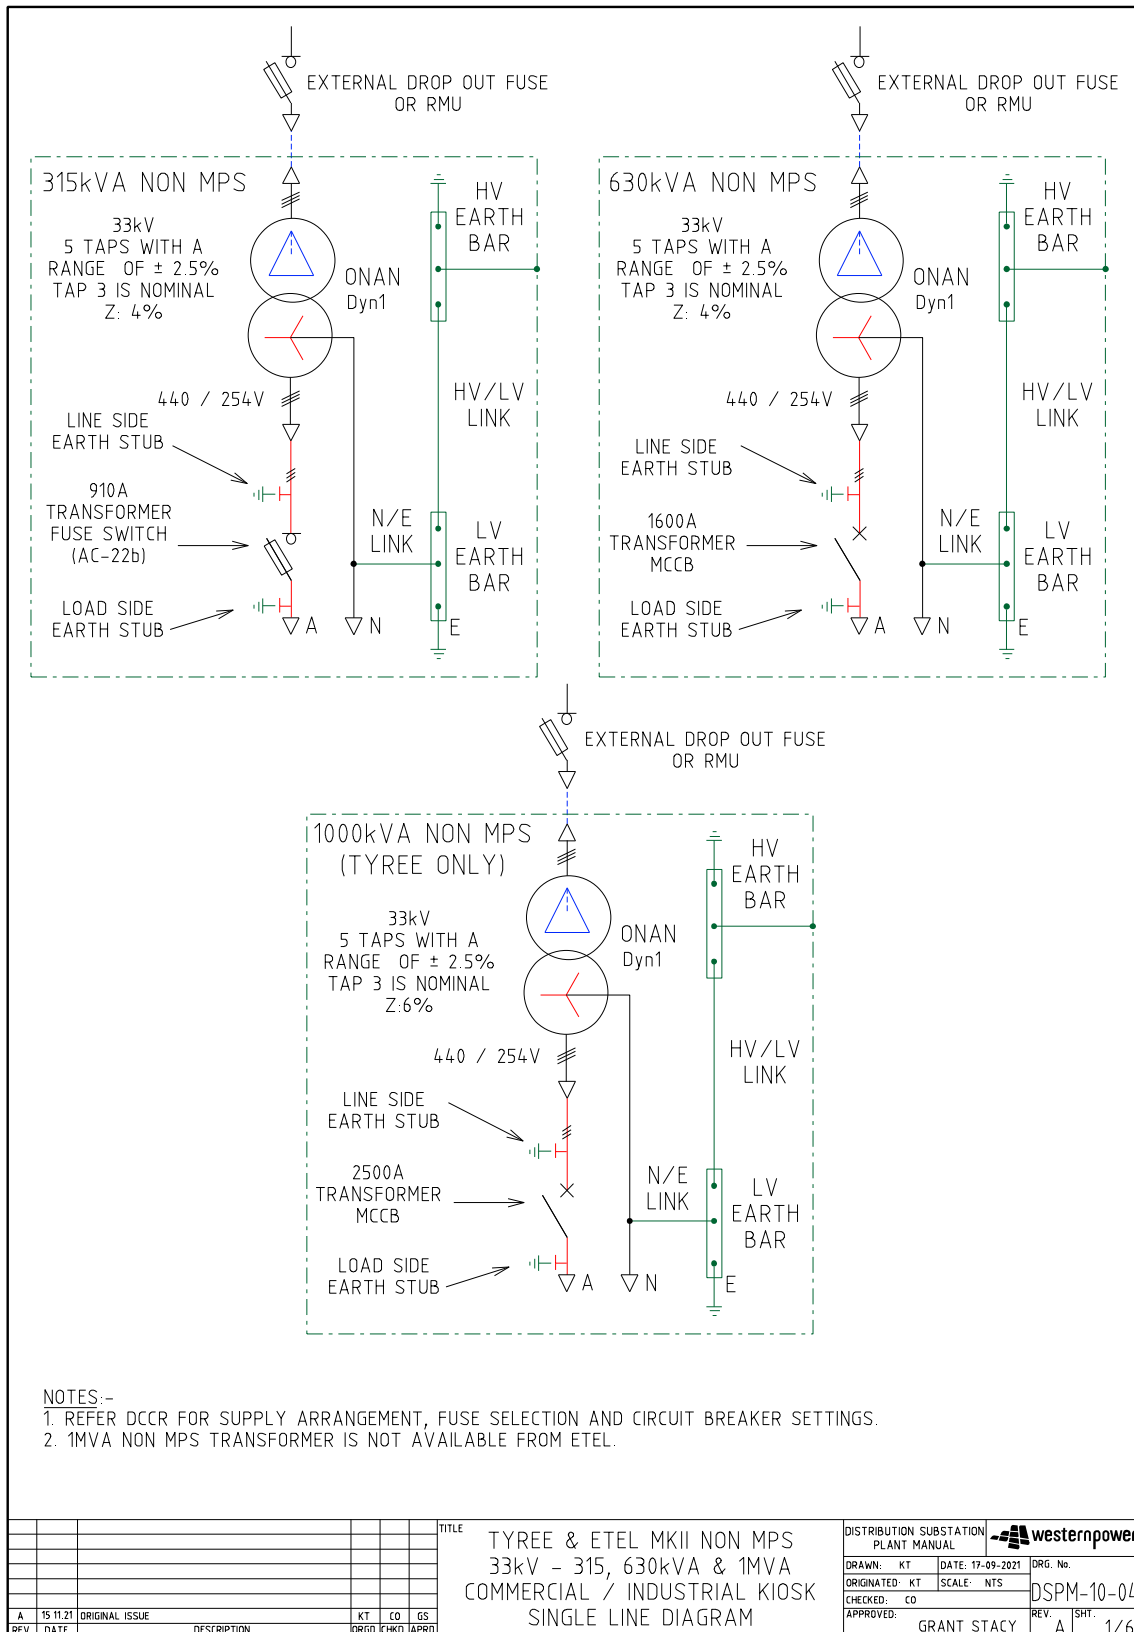 EXTERNAL DROP OUT FUSE
OR RMU
315kVA NON MPS
33kV
5 TAPS WITH A
RANGE OF ± 2.5%
TAP 3 IS NOMINAL
Z: 4%
ONAN
Dyn1
HV
EARTH
BAR
440 / 254V
HV/LV
LINK
LINE SIDE
EARTH STUB
910A
TRANSFORMER
FUSE SWITCH
(AC-22b)
N/E
LINK
LV
EARTH
BAR
LOAD SIDE
EARTH STUB
A
N
E
EXTERNAL DROP OUT FUSE
OR RMU
630kVA NON MPS
33kV
5 TAPS WITH A
RANGE OF ± 2.5%
TAP 3 IS NOMINAL
Z: 4%
ONAN
Dyn1
HV
EARTH
BAR
440 / 254V
HV/LV
LINK
LINE SIDE
EARTH STUB
1600A
TRANSFORMER
MCCB
N/E
LINK
LV
EARTH
BAR
LOAD SIDE
EARTH STUB
A
N
E
EXTERNAL DROP OUT FUSE
OR RMU
1000kVA NON MPS
(TYREE ONLY)
33kV
5 TAPS WITH A
RANGE OF ± 2.5%
TAP 3 IS NOMINAL
Z:6%
ONAN
Dyn1
HV
EARTH
BAR
440 / 254V
HV/LV
LINK
LINE SIDE
EARTH STUB
2500A
TRANSFORMER
MCCB
N/E
LINK
LV
EARTH
BAR
LOAD SIDE
EARTH STUB
A
N
E
NOTES:-
1. REFER DCCR FOR SUPPLY ARRANGEMENT, FUSE SELECTION AND CIRCUIT BREAKER SETTINGS.
2. 1MVA NON MPS TRANSFORMER IS NOT AVAILABLE FROM ETEL.
A 15 11.21 ORIGINAL ISSUE KT CO GS
REV DATE DESCRIPTION ORGD CHKD APRD
TITLE
TYREE & ETEL MKII NON MPS
33kV - 315, 630kVA & 1MVA
COMMERCIAL / INDUSTRIAL KIOSK
SINGLE LINE DIAGRAM
DISTRIBUTION SUBSTATION
PLANT MANUAL
westernpower
DRAWN: KT
DATE: 17-09-2021
ORIGINATED: KT
SCALE: NTS
CHECKED: CO
APPROVED:
GRANT STACY
DRG. No.
DSPM-10-04
REV.
A
SHT.
1/6